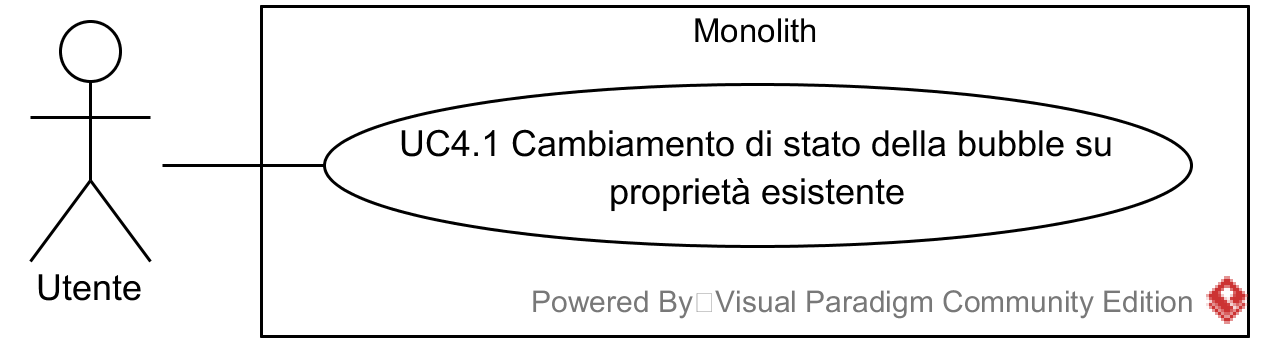 Monolith
UC4.1 Cambiamento di stato della bubble su
proprietà esistente
Utente
Powered By Visual Paradigm Community Edition